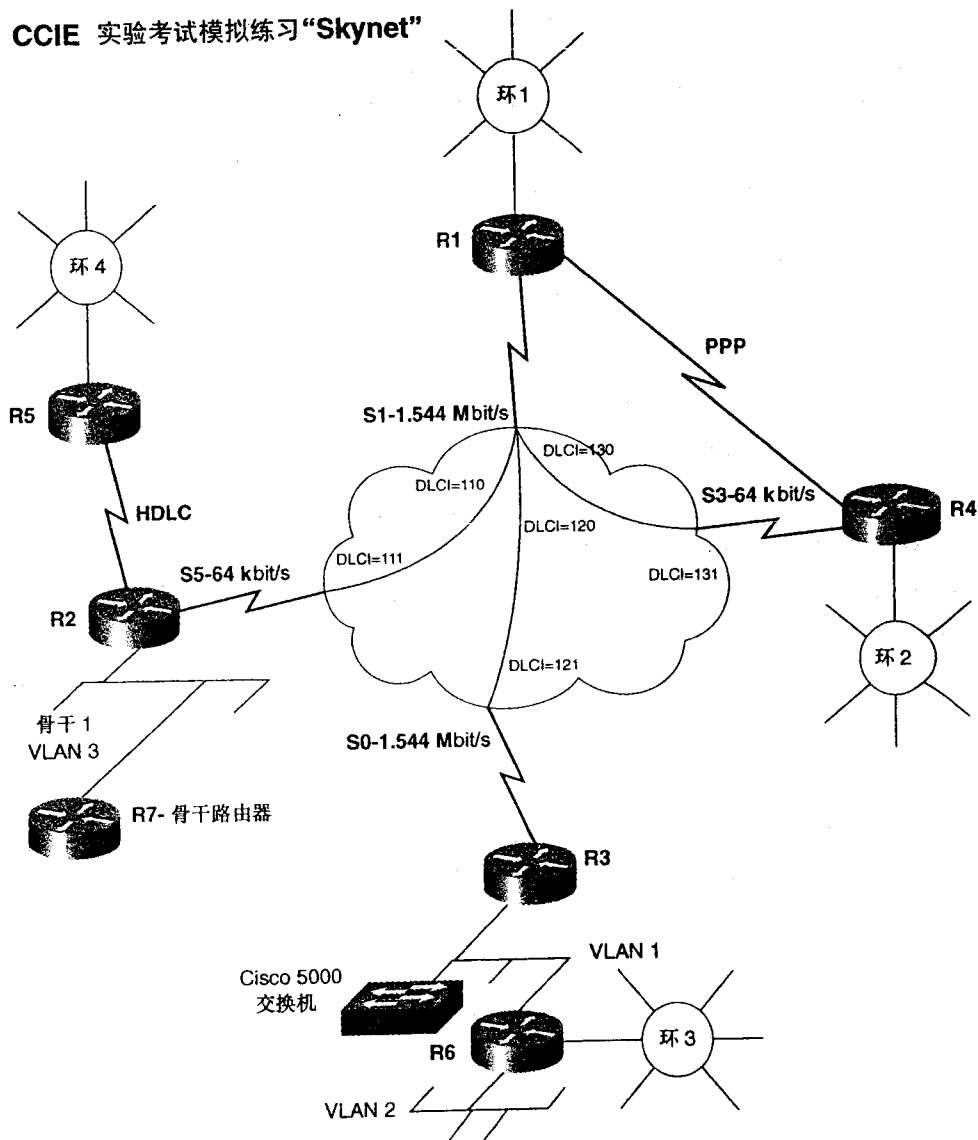 CCIE 实验考试模拟练习“Skynet”
环 1
R1
环 4
PPP
R5
S1-1.544 Mbit/s
DLCI=130
DLCI=110
S3-64 kbit/s
R4
HDLC
DLCI=120
DLCI=111
S5-64 kbit/s
DLCI=131
R2
环 2
DLCI=121
骨干 1
VLAN 3
S0-1.544 Mbit/s
R7- 骨干路由器
R3
VLAN 1
Cisco 5000
交换机
R6
环 3
VLAN 2